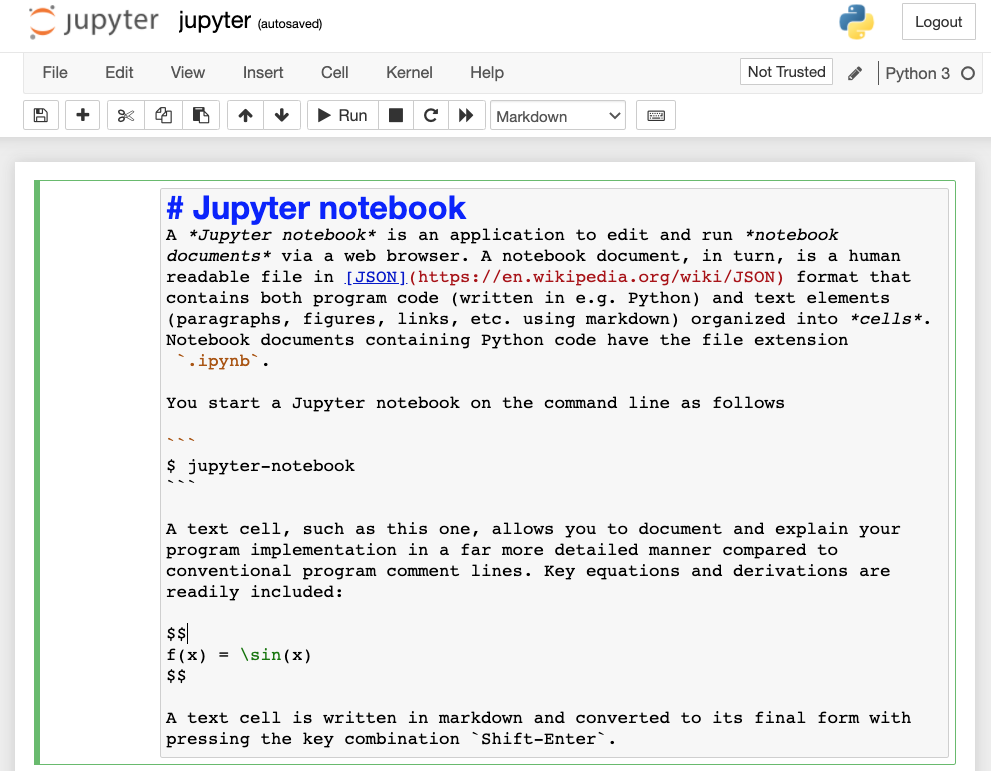 jupyter jupyter (autosaved) Logout
File Edit View Insert Cell Kernel Help Not Trusted Python 3
Run Markdown
# Jupyter notebook
A *Jupyter notebook* is an application to edit and run *notebook
documents* via a web browser. A notebook document, in turn, is a human
readable file in [JSON](https://en.wikipedia.org/wiki/JSON) format that
contains both program code (written in e.g. Python) and text elements
(paragraphs, figures, links, etc. using markdown) organized into *cells*.
Notebook documents containing Python code have the file extension
`.ipynb`.
You start a Jupyter notebook on the command line as follows
```
$ jupyter-notebook
```
A text cell, such as this one, allows you to document and explain your
program implementation in a far more detailed manner compared to
conventional program comment lines. Key equations and derivations are
readily included:
$$
f(x) = \sin(x)
$$
A text cell is written in markdown and converted to its final form with
pressing the key combination `Shift-Enter`.